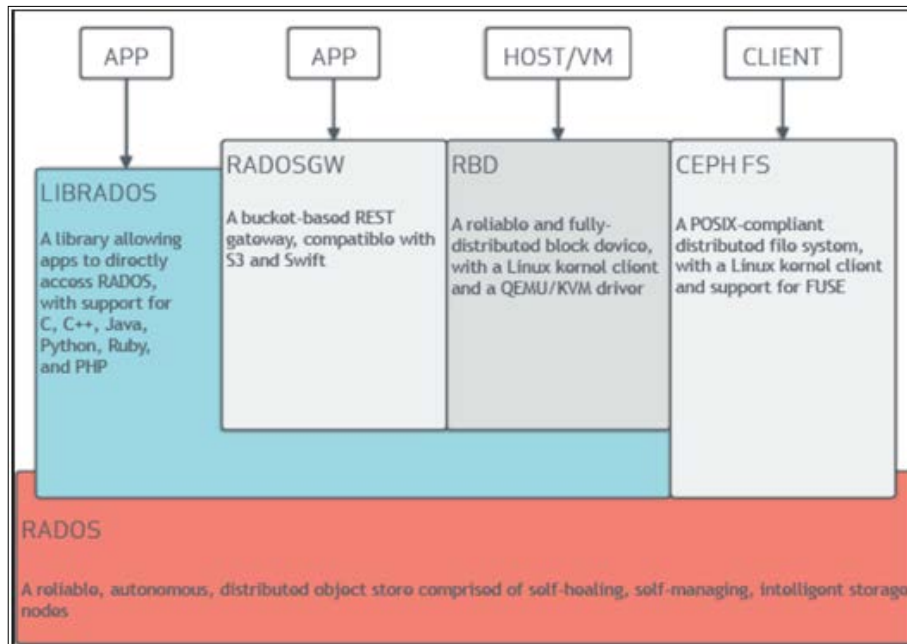 APP
APP
HOST/VM
CLIENT
LIBRADOS
A library allowing
apps to directly
access RADOS,
with support for
C, C++, Java,
Python, Ruby,
and PHP
RADOSGW
A bucket-based REST
gateway, compatible with
S3 and Swift
RBD
A reliable and fully-
distributed block device,
with a Linux kernel client
and a QEMU/KVM driver
CEPH FS
A POSIX-compliant
distributed file system,
with a Linux kernel client
and support for FUSE
RADOS
A reliable, autonomous, distributed object store comprised of self-healing, self-managing, intelligent storage
nodes